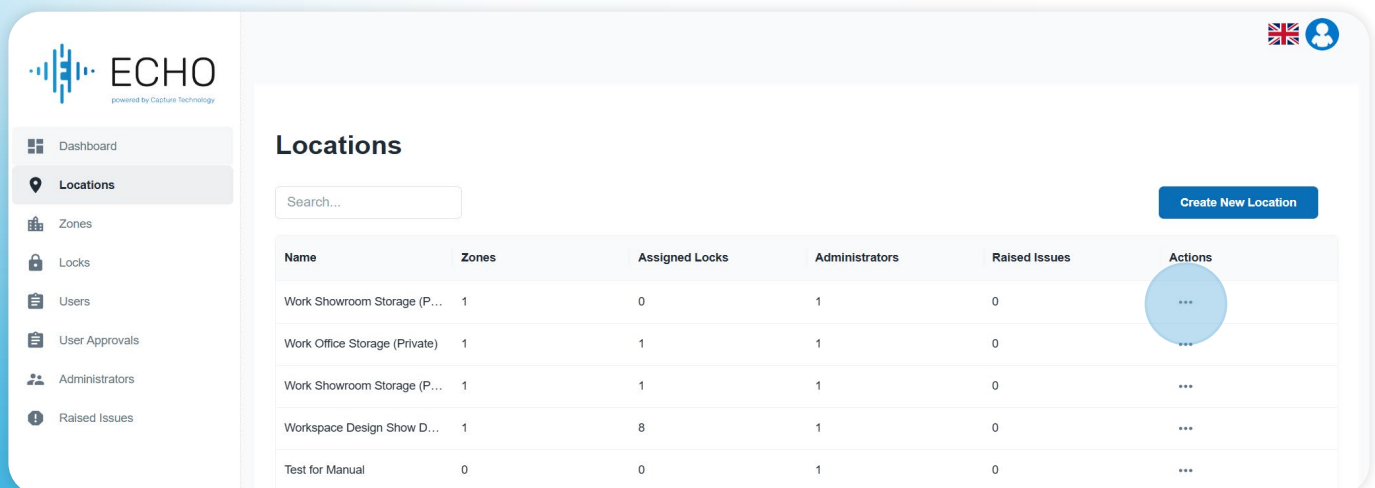 ECHO
powered by Capture Technology
Dashboard
Locations
Zones
Locks
Users
User Approvals
Administrators
Raised Issues
Locations
Search...
Create New Location
Name Zones Assigned Locks Administrators Raised Issues Actions
Work Showroom Storage (P... 1 0 1 0 •••
Work Office Storage (Private) 1 1 1 0 •••
Work Showroom Storage (P... 1 1 1 0 •••
Workspace Design Show D... 1 8 1 0 •••
Test for Manual 0 0 1 0 •••